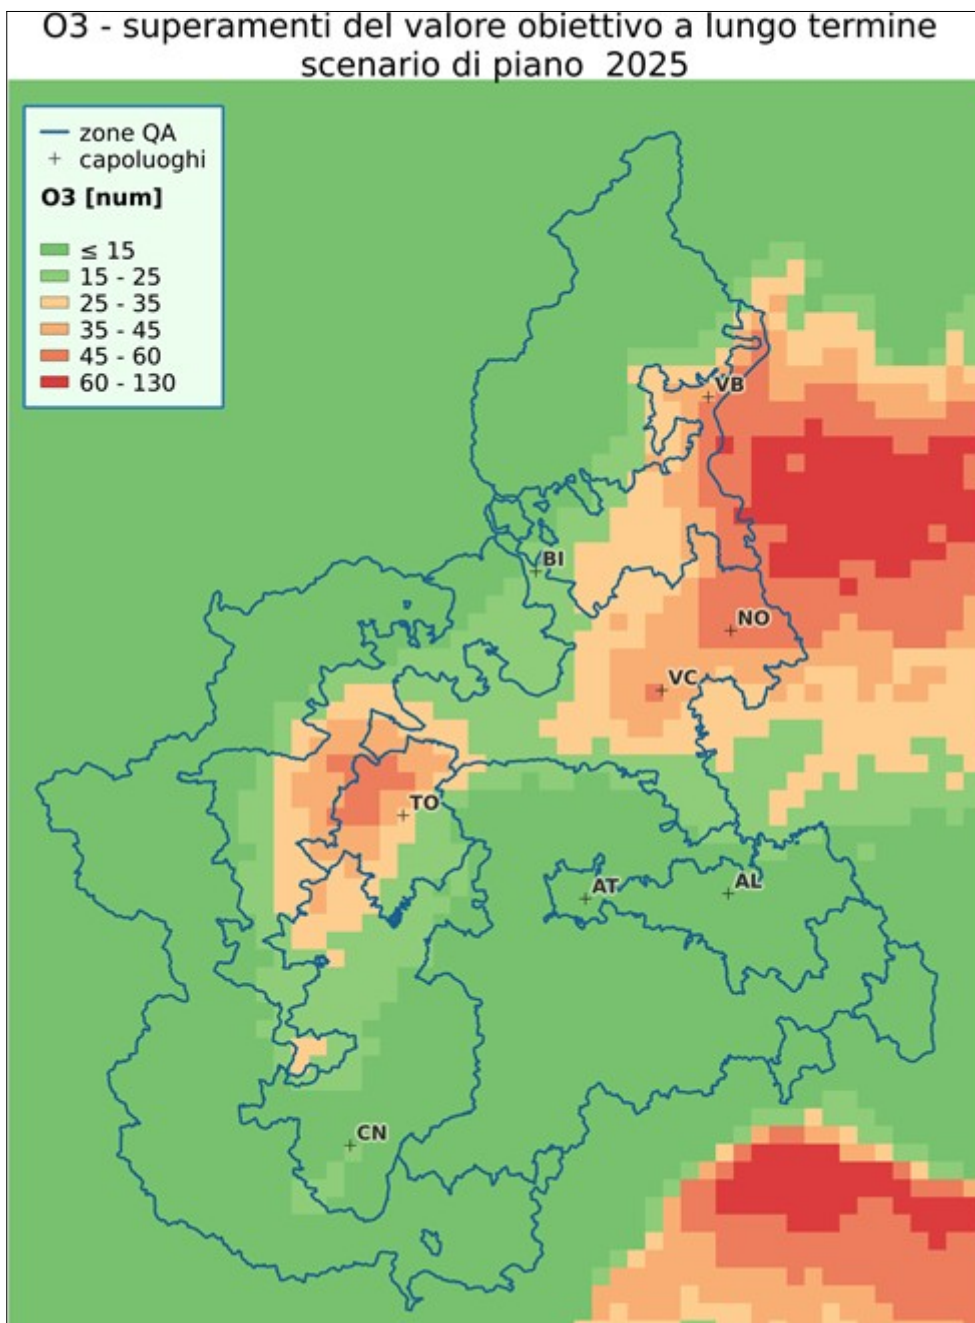 O3 - superamenti del valore obiettivo a lungo termine
scenario di piano 2025
zone QA
capoluoghi
O3 [num]
≤ 15
15 - 25
25 - 35
35 - 45
45 - 60
60 - 130
VB
BI
NO
VC
TO
AT
AL
CN